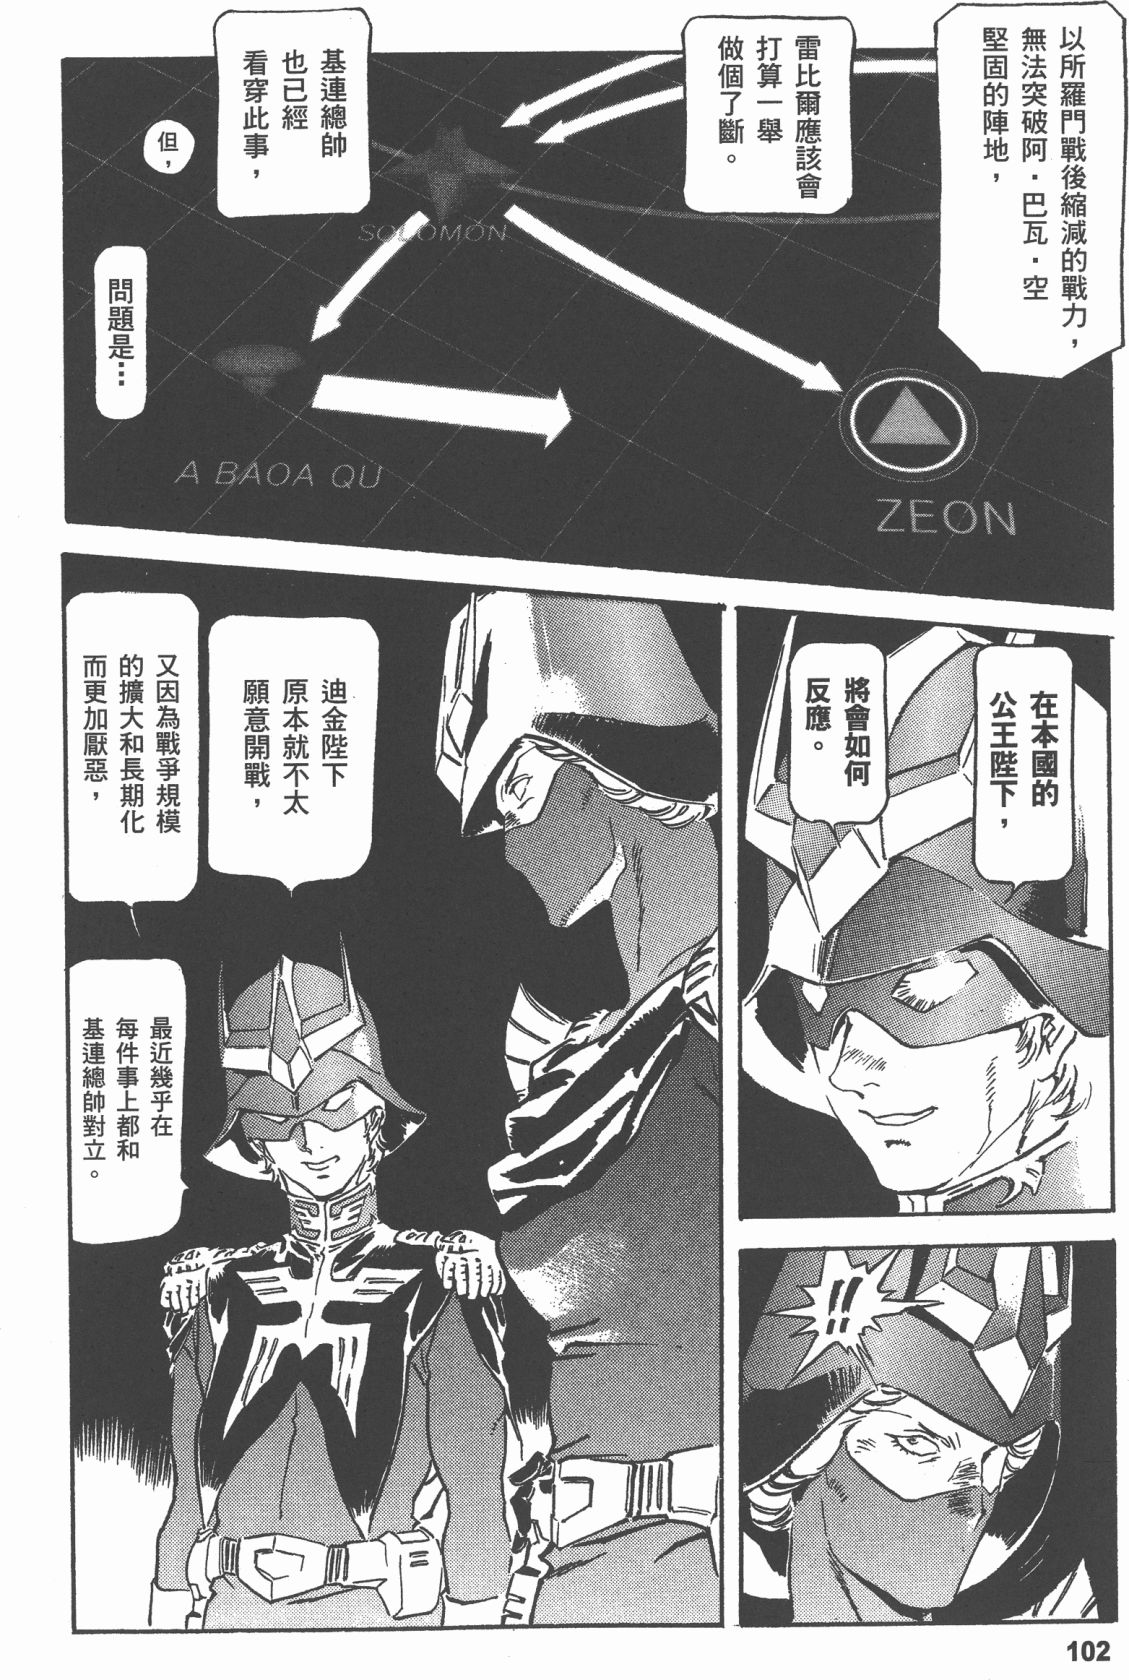 以所羅門戰後縮減的戰力，
無法突破阿·巴瓦·空
堅固的陣地，
雷比爾應該會
打算一舉
做個了斷。
基連總帥
也已經
看穿此事，
但，
問題是…
SOLOMON
A BAOA QU
ZEON
在本國的
公王陛下，
將會如何
反應。
!!
迪金陛下
原本就不太
願意開戰，
又因為戰爭規模
的擴大和長期化
而更加厭惡，
最近幾乎在
每件事上都和
基連總帥對立。
102